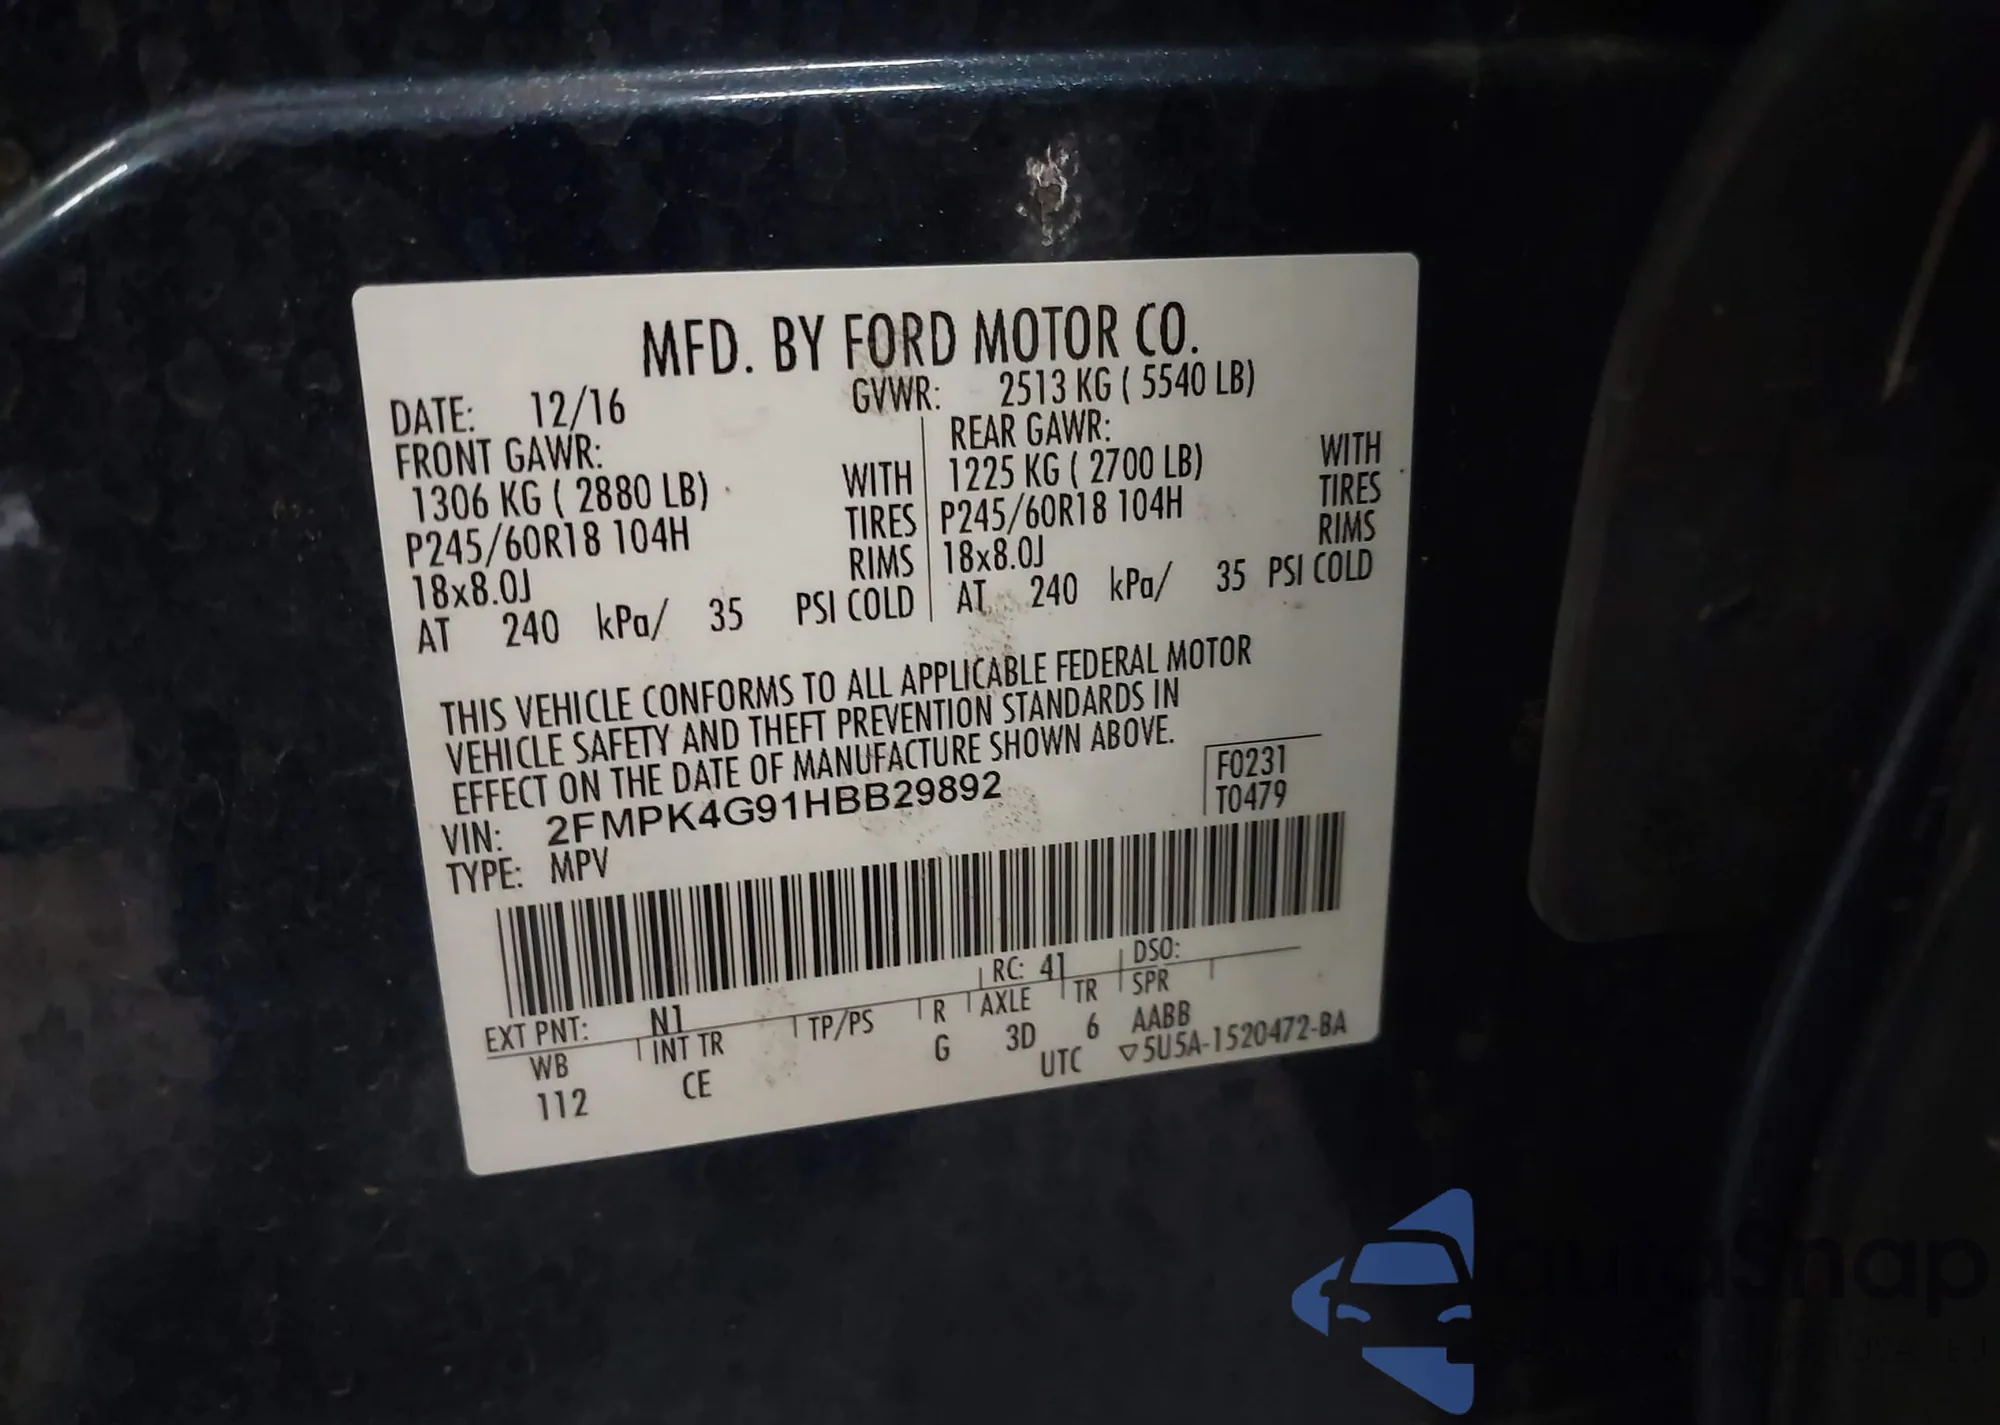 MFD. BY FORD MOTOR CO.
DATE: 12/16 GVWR: 2513 KG ( 5540 LB)
FRONT GAWR: REAR GAWR:
1306 KG ( 2880 LB) WITH 1225 KG ( 2700 LB) WITH
P245/60R18 104H TIRES P245/60R18 104H TIRES
18x8.0J RIMS 18x8.0J RIMS
AT 240 kPa/ 35 PSI COLD AT 240 kPa/ 35 PSI COLD
THIS VEHICLE CONFORMS TO ALL APPLICABLE FEDERAL MOTOR
VEHICLE SAFETY AND THEFT PREVENTION STANDARDS IN
EFFECT ON THE DATE OF MANUFACTURE SHOWN ABOVE.
VIN: 2FMPK4G91HBB29892
TYPE: MPV
F0231
T0479
EXT PNT: N1 RC: 41 DSO:
WB INT TR TP/PS R AXLE TR SPR
112 CE G 3D 6 AABB
UTC ▽5U5A-1520472-BA
auraSnap